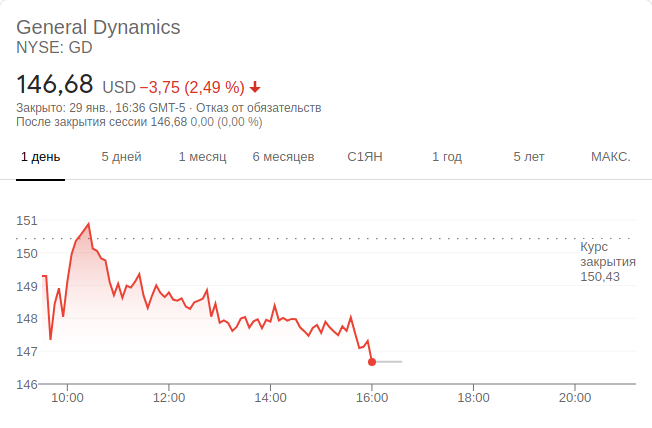 General Dynamics
NYSE: GD
146,68 USD −3,75 (2,49 %)
Закрыто: 29 янв., 16:36 GMT-5 · Отказ от обязательств
После закрытия сессии 146,68 0,00 (0,00 %)
1 день 5 дней 1 месяц 6 месяцев С1ЯН 1 год 5 лет МАКС.
151
150
149
148
147
146
Курс
закрытия
150,43
10:00 12:00 14:00 16:00 18:00 20:00